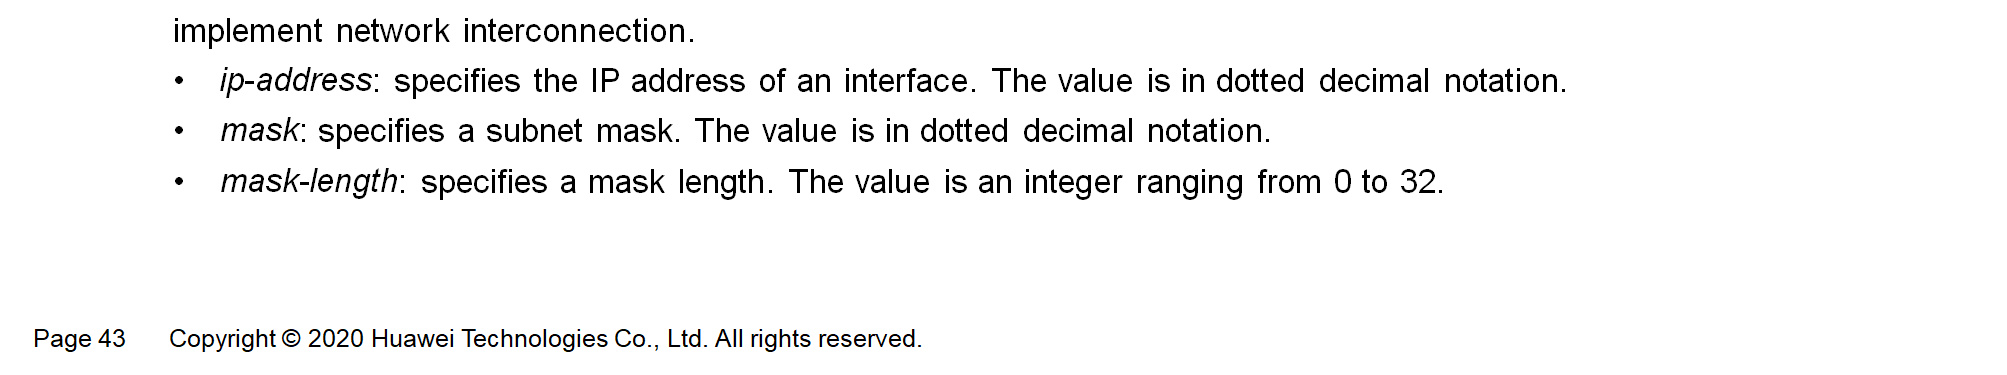 implement network interconnection.
• ip-address: specifies the IP address of an interface. The value is in dotted decimal notation.
• mask: specifies a subnet mask. The value is in dotted decimal notation.
• mask-length: specifies a mask length. The value is an integer ranging from 0 to 32.
Page 43 Copyright © 2020 Huawei Technologies Co., Ltd. All rights reserved.